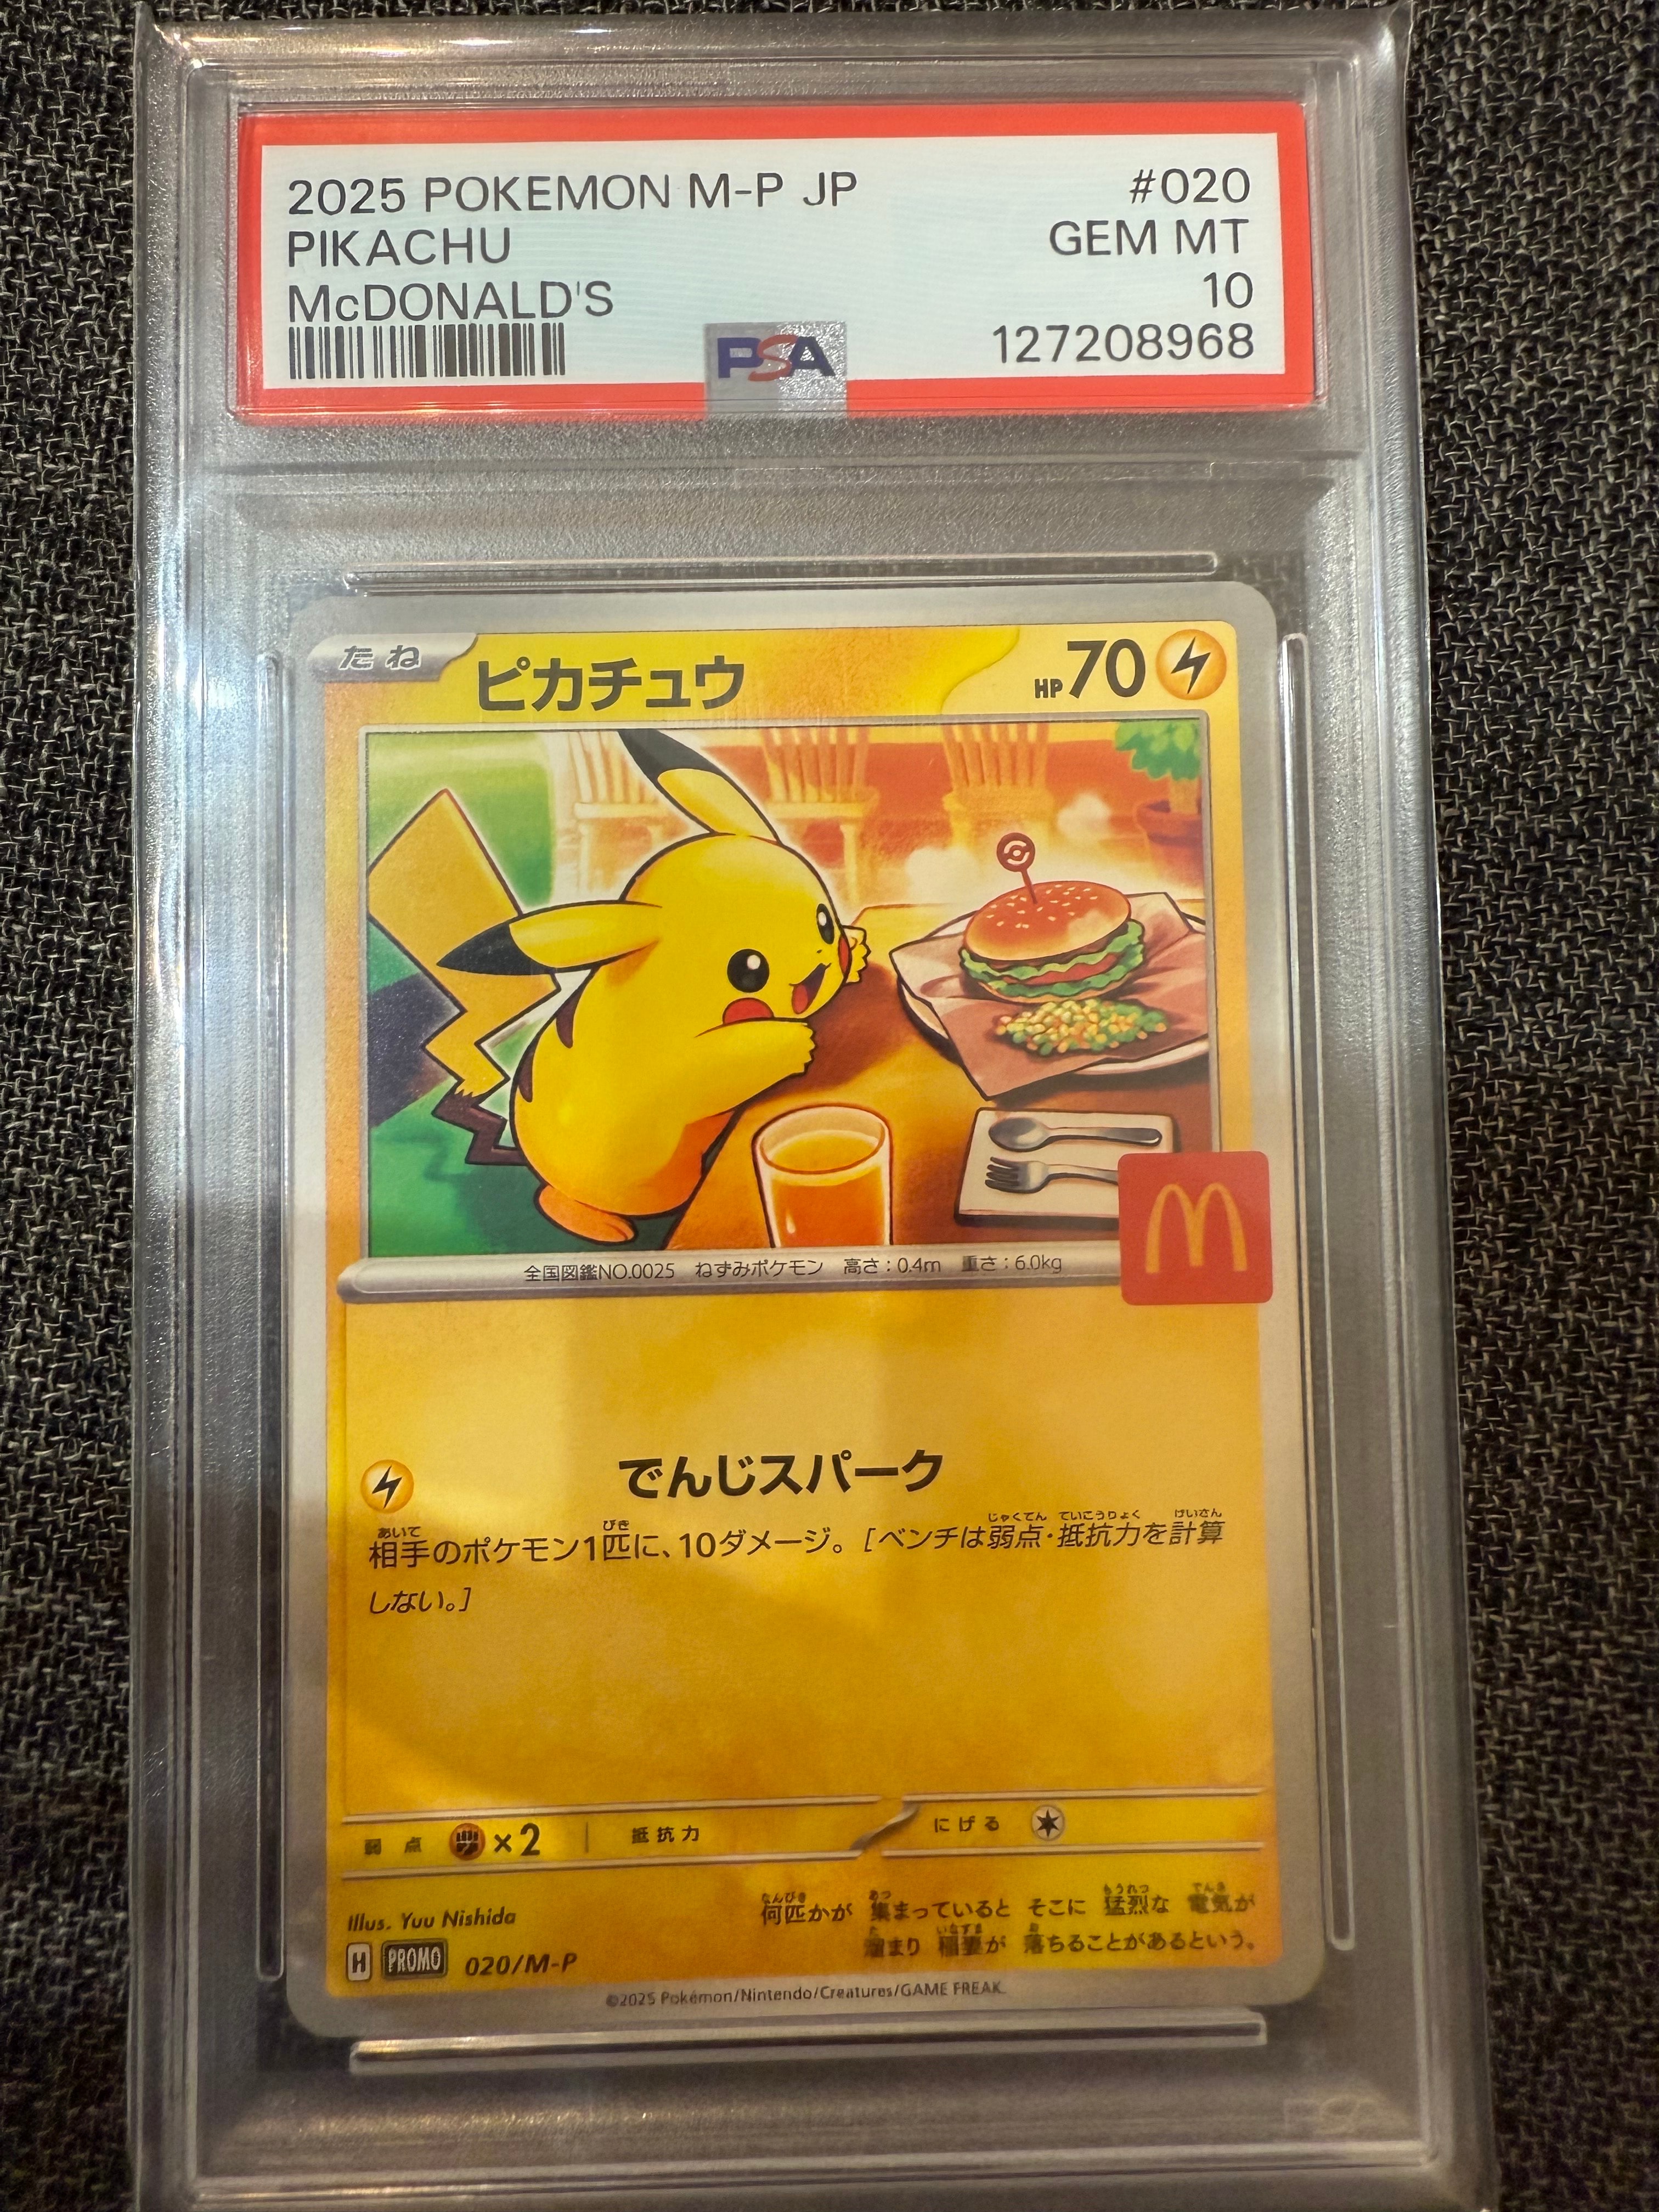 2025 POKEMON M-P JP #020
PIKACHU GEM MT
McDONALD'S 10
PSA 127208968
たね ピカチュウ HP70
全国図鑑NO.0025 ねずみポケモン 高さ:0.4m 重さ:6.0kg
でんじスパーク
相手のポケモン1匹に、10ダメージ。[ベンチは弱点・抵抗力を計算
しない。]
弱点 ×2 抵抗力 にげる
Illus. Yuu Nishida
H PROMO 020/M-P
何匹かが 集まっていると そこに 猛烈な 電気が
溜まり 稲妻が 落ちることがあるという。
©2025 Pokémon/Nintendo/Creatures/GAME FREAK.